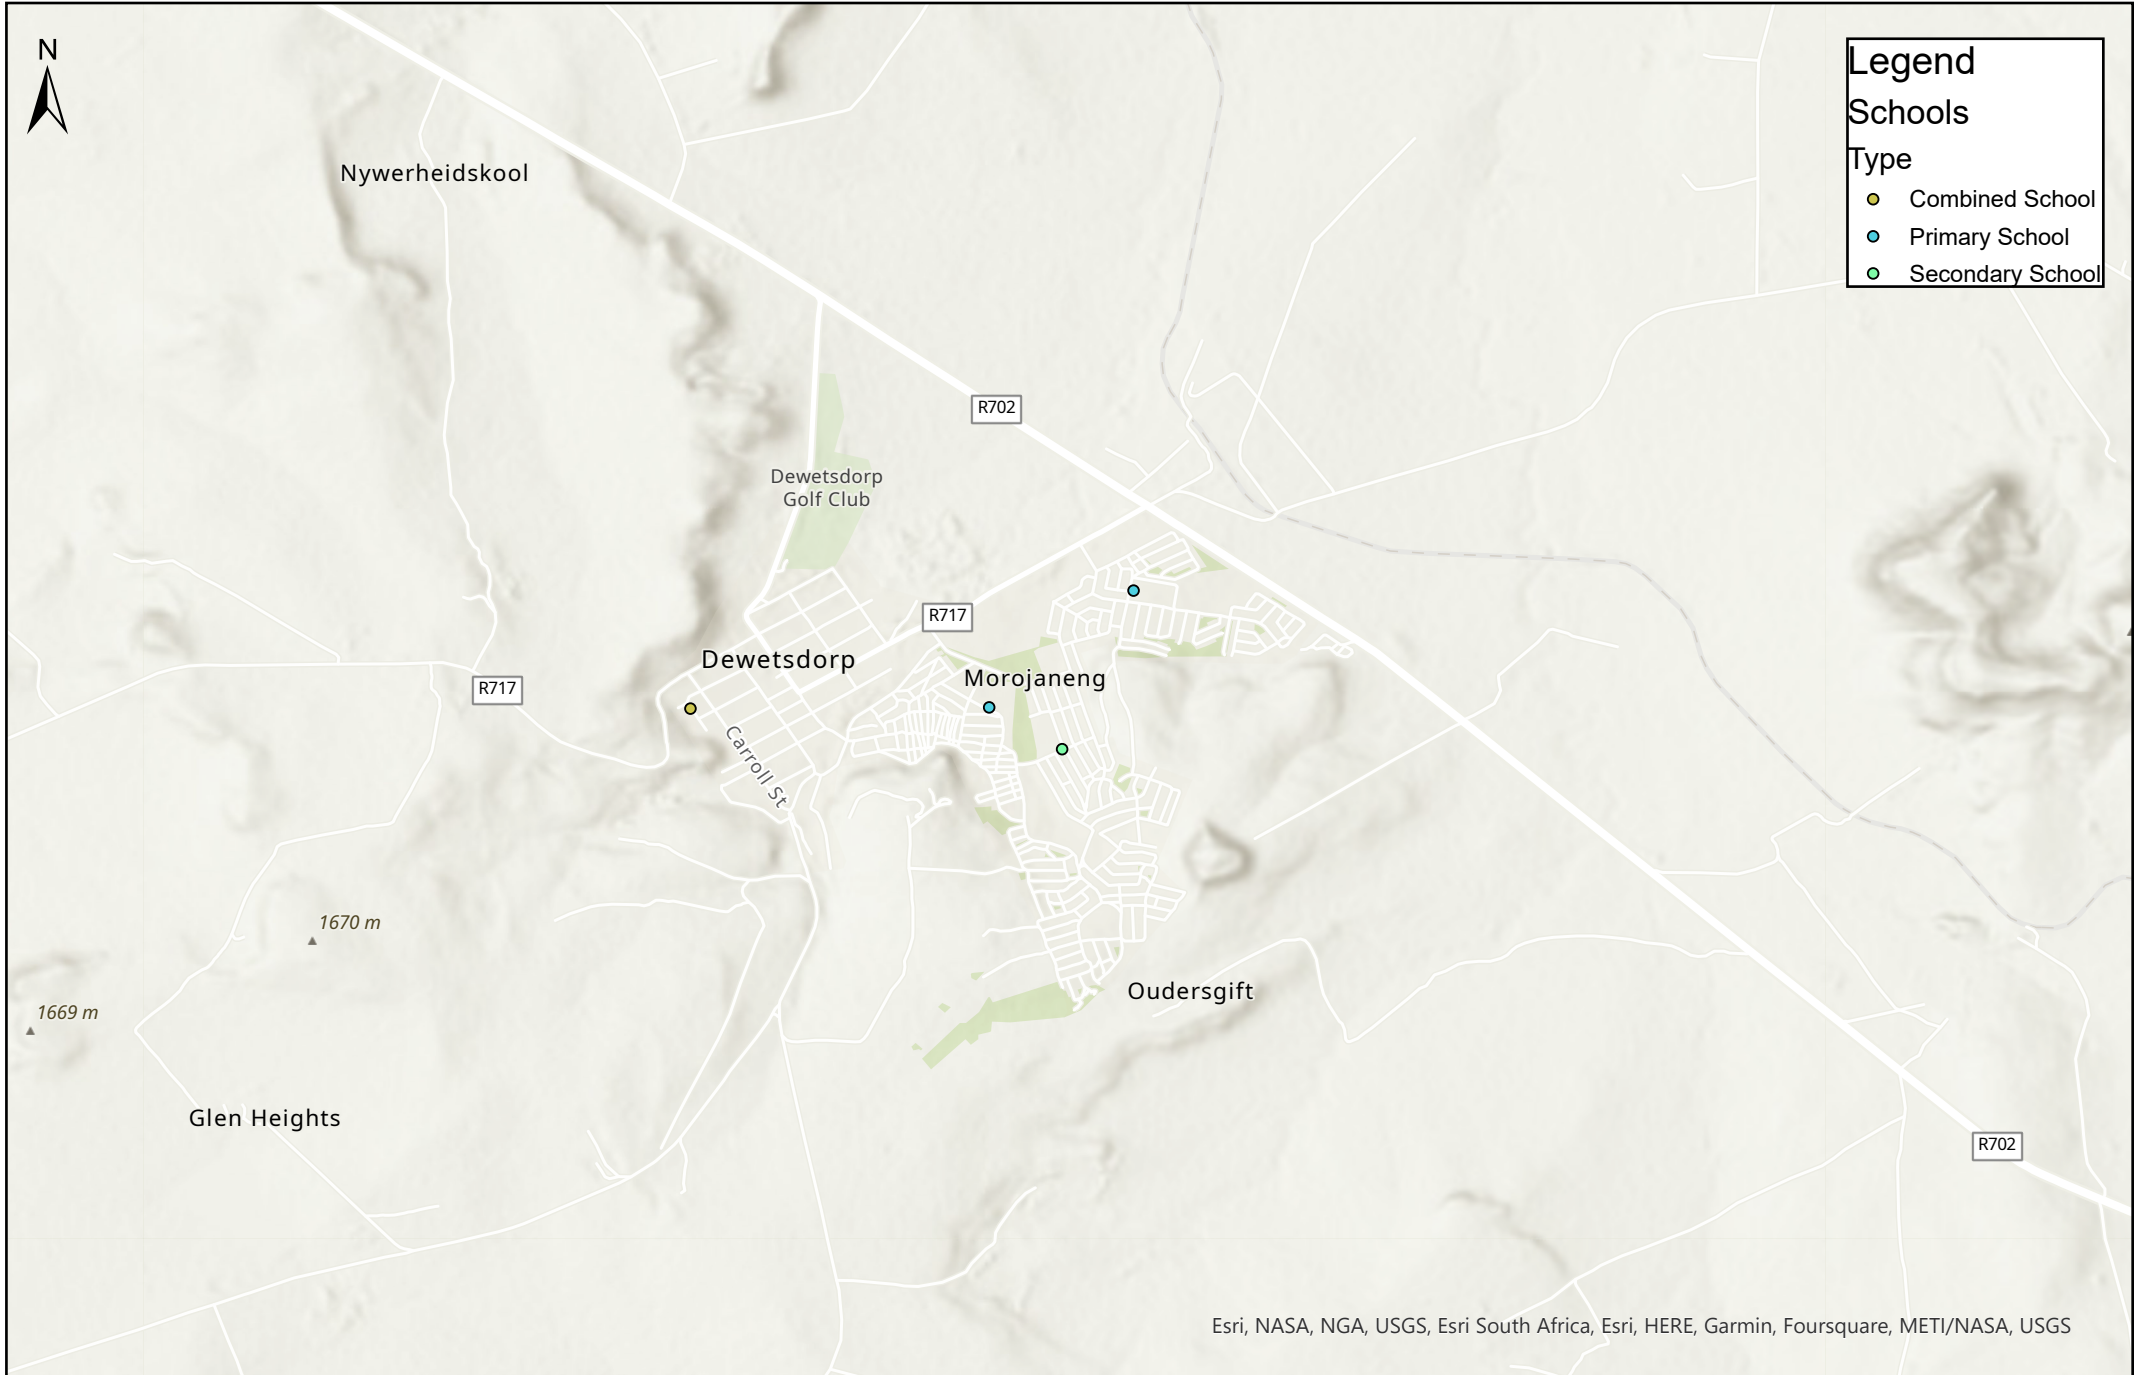 N
Legend
Schools
Type
Combined School
Primary School
Secondary School
Nywerheidskool
R702
Dewetsdorp
Golf Club
R717
Dewetsdorp
Morojaneng
R717
Carroll St
1670 m
Oudersgift
1669 m
Glen Heights
R702
Esri, NASA, NGA, USGS, Esri South Africa, Esri, HERE, Garmin, Foursquare, METI/NASA, USGS